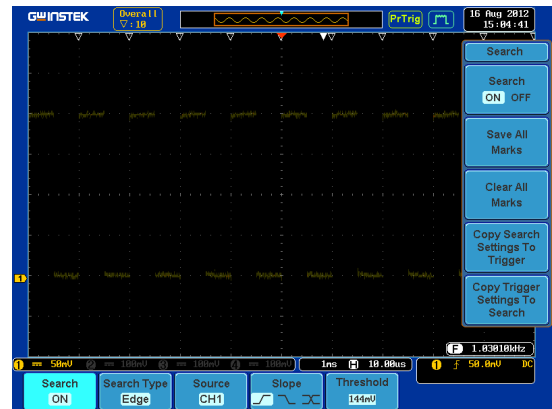 GWINSTEK
Overall
▽:10
PrTrig
16 Aug 2012
15:04:41
Search
Search
ON OFF
Save All
Marks
Clear All
Marks
Copy Search
Settings To
Trigger
Copy Trigger
Settings To
Search
1
F 1.03010kHz
1 50mV 2 100mV 3 100mV 4 100mV 1ms H 10.00us 1 50.0mV DC
Search
ON
Search Type
Edge
Source
CH1
Slope
Threshold
144mV